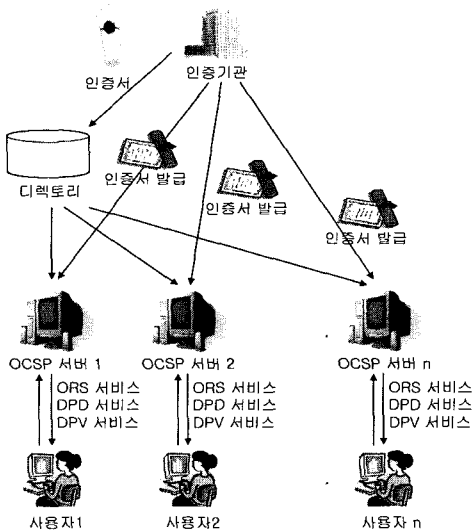 인증서
인증기관
디렉토리
인증서 발급
인증서 발급
인증서 발급
OCSP 서버 1
OCSP 서버 2
OCSP 서버 n
ORS 서비스
DPD 서비스
DPV 서비스
ORS 서비스
DPD 서비스
DPV 서비스
ORS 서비스
DPD 서비스
DPV 서비스
사용자1
사용자2
사용자 n